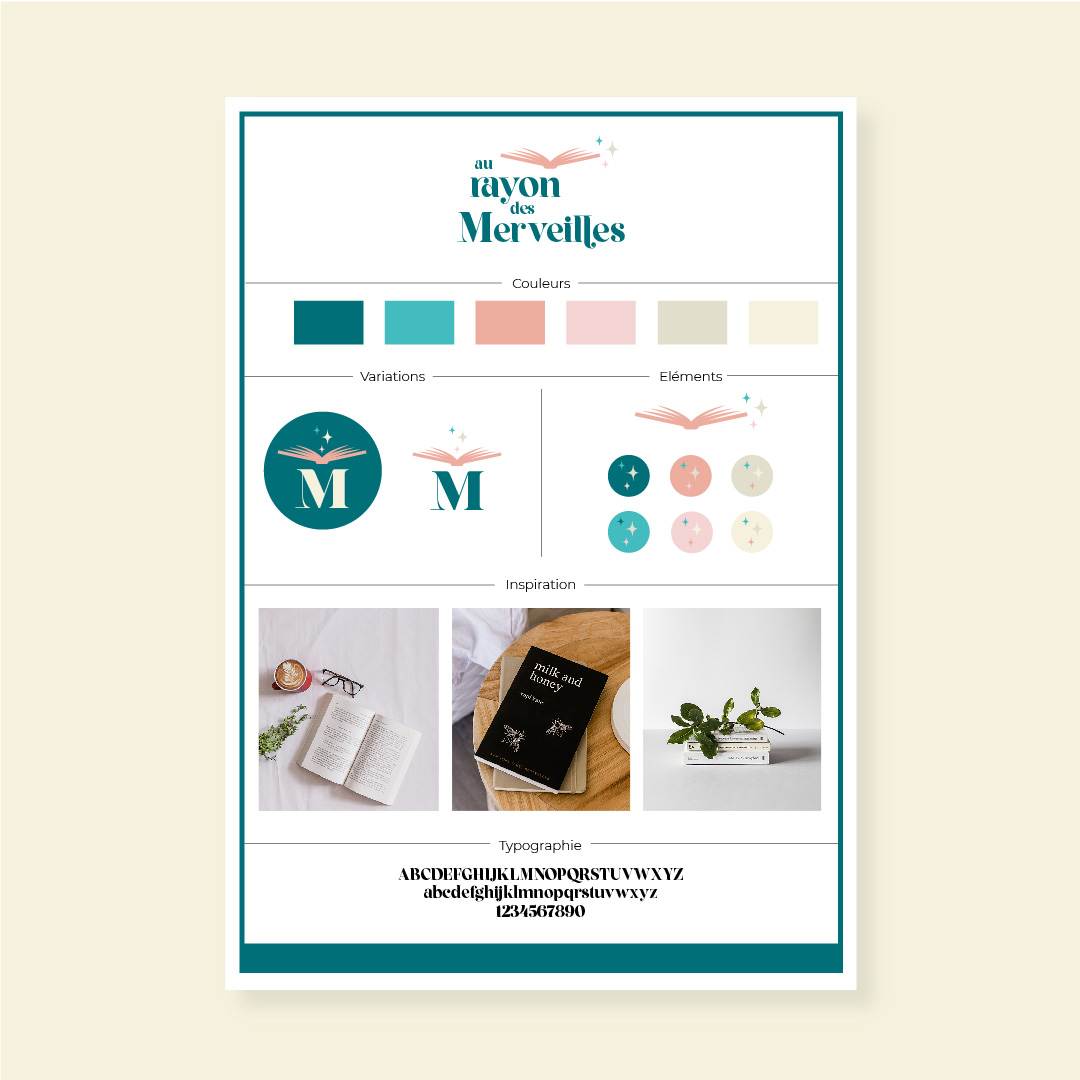 au
rayon
des
Merveilles
Couleurs
Variations
Eléments
M
M
Inspiration
milk and
honey
rupi kaur
Typographie
ABCDEFGHIJKLMNOPQRSTUVWXYZ
abcdefghijklmnopqrstuvwxyz
1234567890